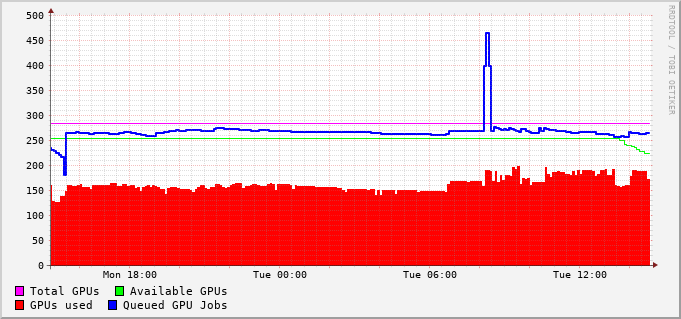 500
450
400
350
300
250
200
150
100
50
0
Mon 18:00 Tue 00:00 Tue 06:00 Tue 12:00
Total GPUs Available GPUs
GPUs used Queued GPU Jobs
RRDTOOL / TOBI OETIKER